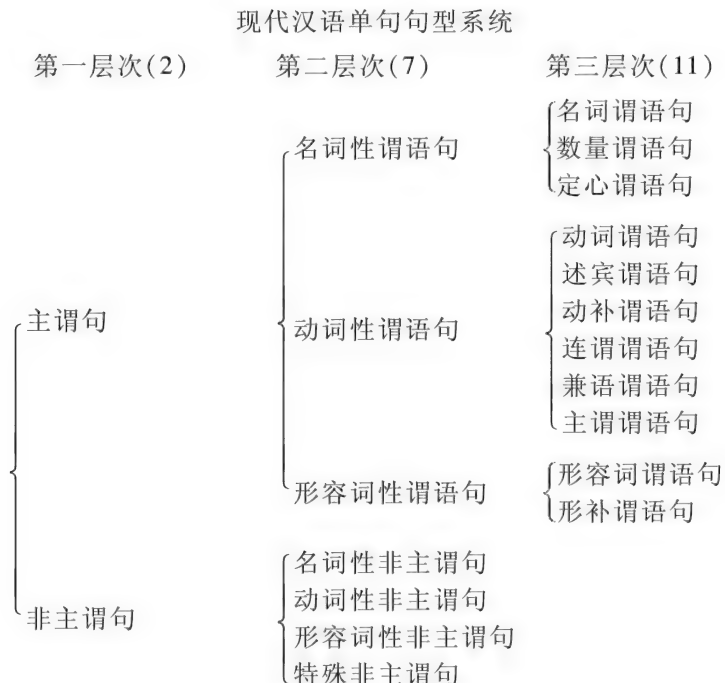 现代汉语单句句型系统
第一层次(2) 第二层次(7) 第三层次(11)
名词谓语句
名词性谓语句 数量谓语句
定心谓语句
动词谓语句
述宾谓语句
主谓句 动词性谓语句 动补谓语句
连谓谓语句
兼语谓语句
主谓谓语句
形容词性谓语句 形容词谓语句
形补谓语句
名词性非主谓句
动词性非主谓句
非主谓句 形容词性非主谓句
特殊非主谓句